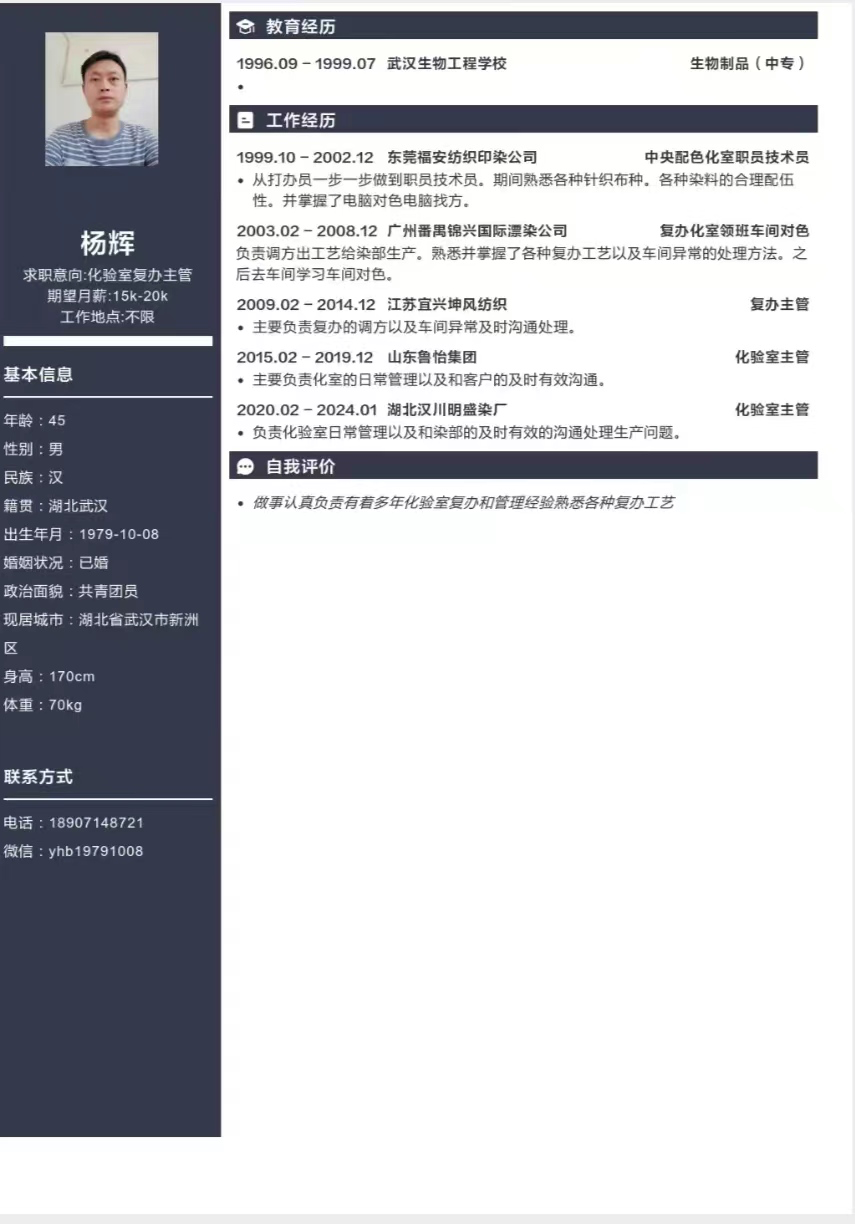 杨辉
求职意向:化验室复办主管
期望月薪:15k-20k
工作地点:不限
基本信息
年龄：45
性别：男
民族：汉
籍贯：湖北武汉
出生年月：1979-10-08
婚姻状况：已婚
政治面貌：共青团员
现居城市：湖北省武汉市新洲
区
身高：170cm
体重：70kg
联系方式
电话：18907148721
微信：yhb19791008
教育经历
1996.09 – 1999.07 武汉生物工程学校 生物制品（中专）
工作经历
1999.10 – 2002.12 东莞福安纺织印染公司 中央配色化室职员技术员
• 从打办员一步一步做到职员技术员。期间熟悉各种针织布种。各种染料的合理配伍
性。并掌握了电脑对色电脑找方。
2003.02 – 2008.12 广州番禺锦兴国际漂染公司 复办化室领班车间对色
负责调方出工艺给染部生产。熟悉并掌握了各种复办工艺以及车间异常的处理方法。之
后去车间学习车间对色。
2009.02 – 2014.12 江苏宜兴坤风纺织 复办主管
• 主要负责复办的调方以及车间异常及时沟通处理。
2015.02 – 2019.12 山东鲁怡集团 化验室主管
• 主要负责化室的日常管理以及和客户的及时有效沟通。
2020.02 – 2024.01 湖北汉川明盛染厂 化验室主管
• 负责化验室日常管理以及和染部的及时有效的沟通处理生产问题。
自我评价
• 做事认真负责有着多年化验室复办和管理经验熟悉各种复办工艺